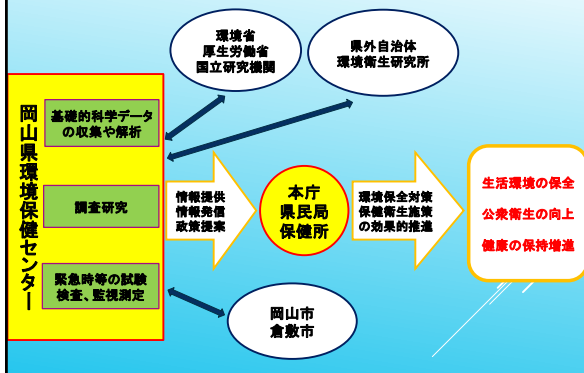 環境省
厚生労働省
国立研究機関
県外自治体
環境衛生研究所
岡山県環境保健センター
基礎的科学データ
の収集や解析
調査研究
緊急時等の試験
検査、監視測定
情報提供
情報発信
政策提案
本庁
県民局
保健所
環境保全対策
保健衛生施策
の効果的推進
生活環境の保全
公衆衛生の向上
健康の保持増進
岡山市
倉敷市